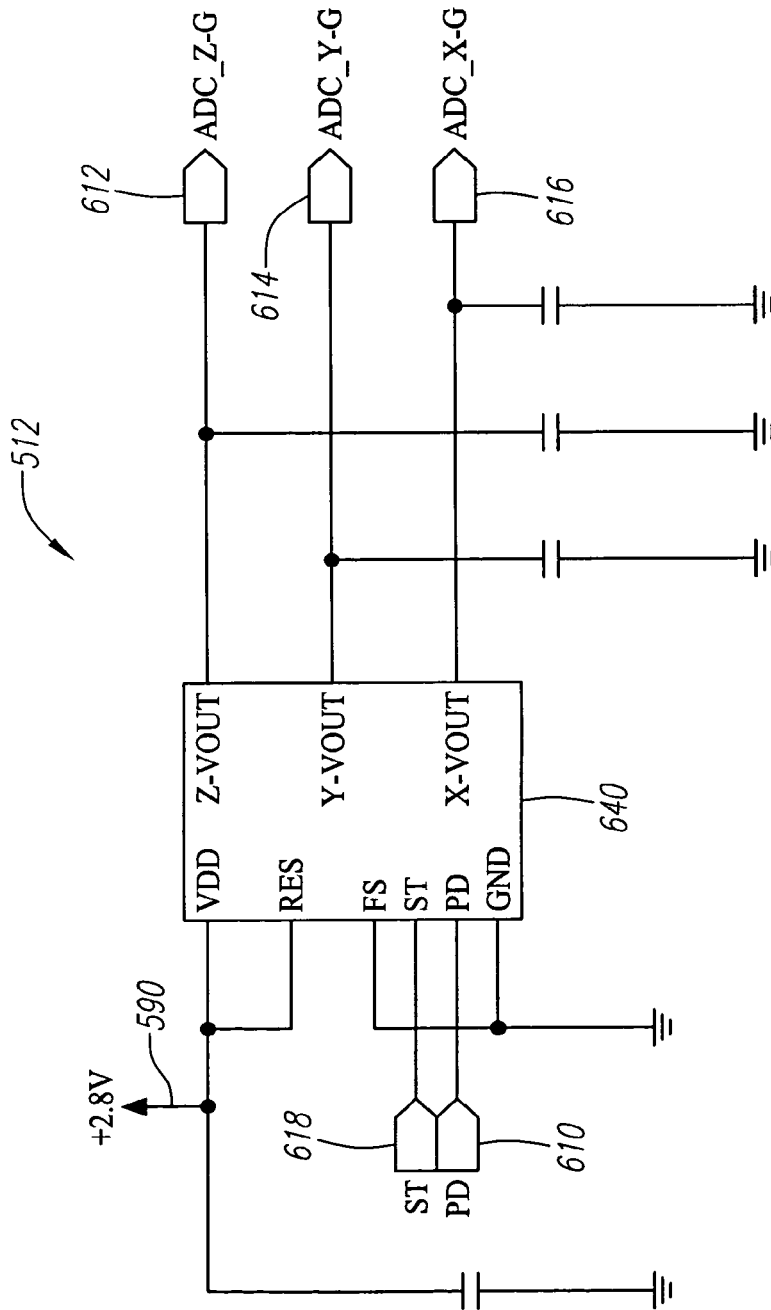 512
+2.8V
590
VDD
RES
FS
ST
PD
GND
Z-VOUT
Y-VOUT
X-VOUT
640
ST
PD
618
610
612
ADC_Z-G
614
ADC_Y-G
616
ADC_X-G